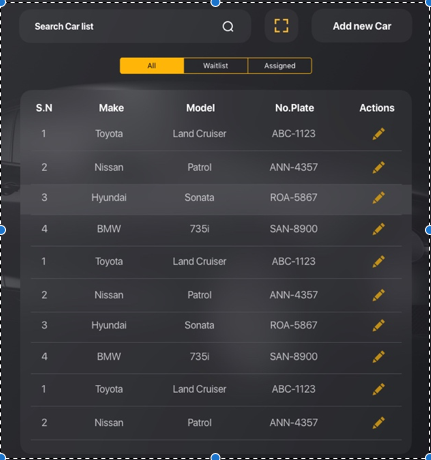 Search Car list Add new Car
All Waitlist Assigned
S.N Make Model No.Plate Actions
1 Toyota Land Cruiser ABC-1123
2 Nissan Patrol ANN-4357
3 Hyundai Sonata ROA-5867
4 BMW 735i SAN-8900
1 Toyota Land Cruiser ABC-1123
2 Nissan Patrol ANN-4357
3 Hyundai Sonata ROA-5867
4 BMW 735i SAN-8900
1 Toyota Land Cruiser ABC-1123
2 Nissan Patrol ANN-4357